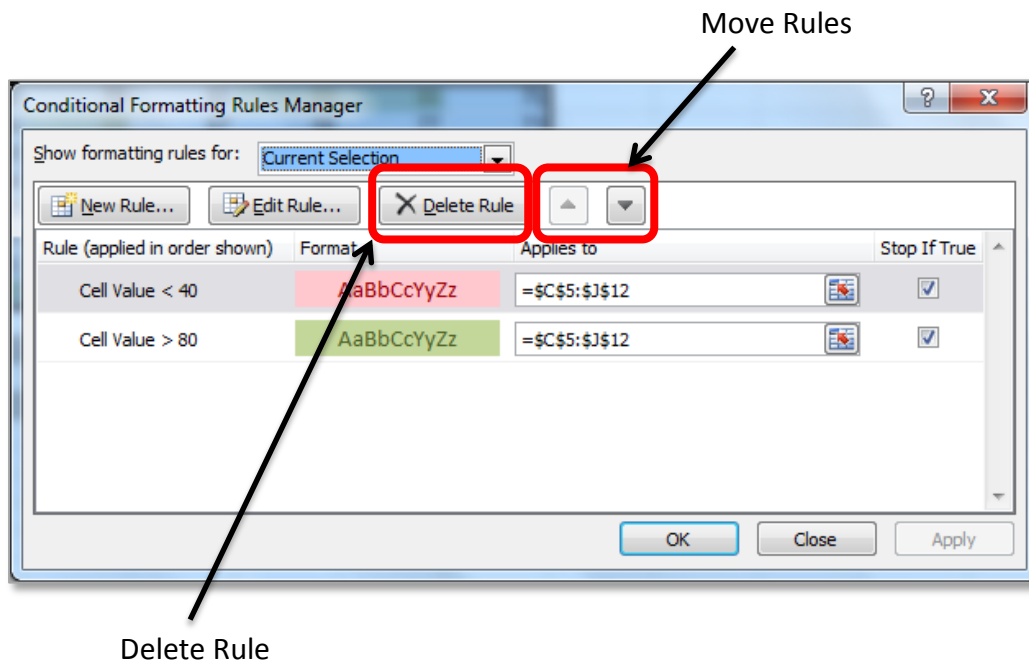 Move Rules
Conditional Formatting Rules Manager
Show formatting rules for: Current Selection
New Rule... Edit Rule... Delete Rule
Rule (applied in order shown) Format Applies to Stop If True
Cell Value < 40 AaBbCcYyZz =$C$5:$J$12
Cell Value > 80 AaBbCcYyZz =$C$5:$J$12
OK Close Apply
Delete Rule